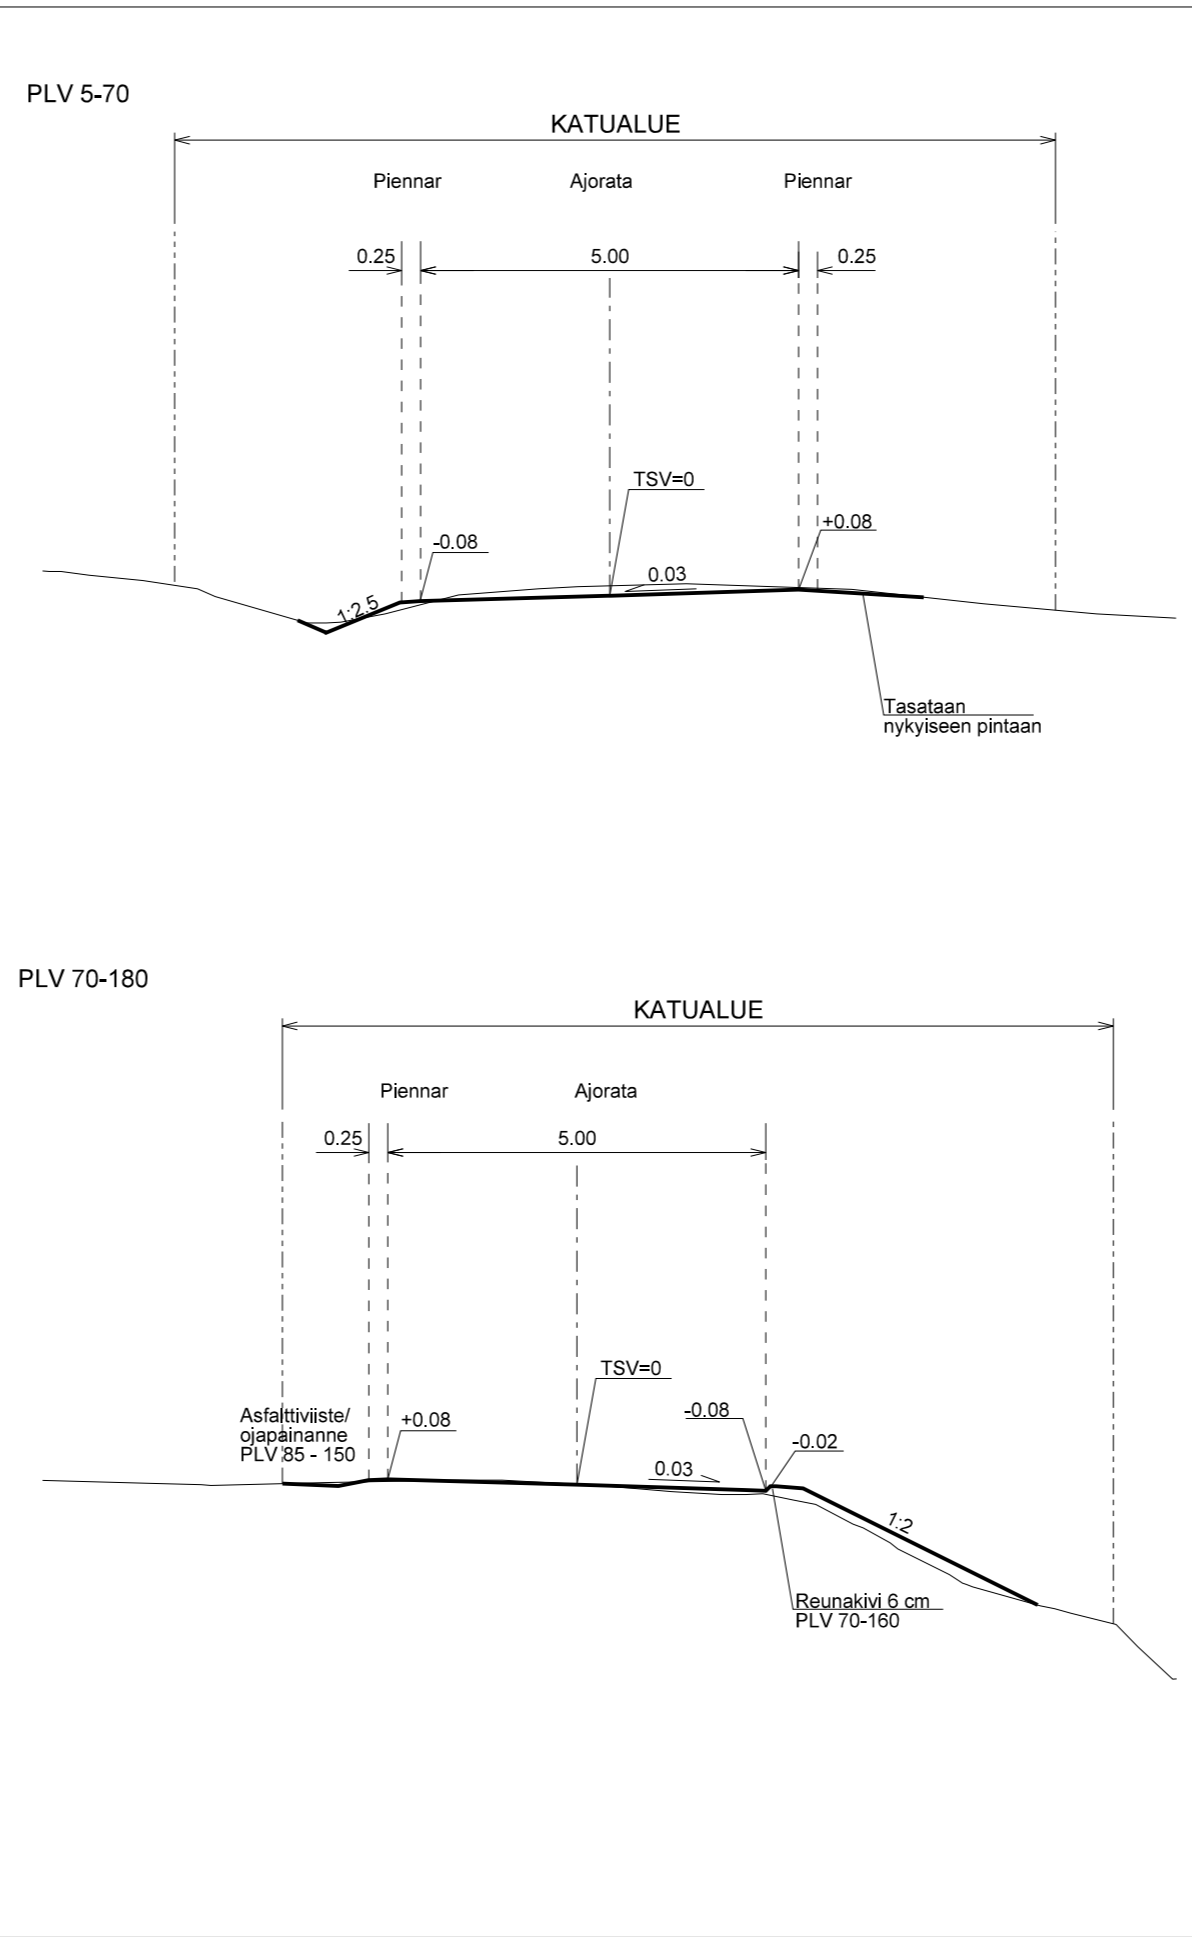 PLV 5-70
KATUALUE
Piennar Ajorata Piennar
0.25 5.00 0.25
TSV=0
+0.08
-0.08
0.03
1:2.5
Tasataan
nykyiseen pintaan
PLV 70-180
KATUALUE
Piennar Ajorata
0.25 5.00
TSV=0
-0.08
Asfalttiviiste/
ojapainanne
PLV 85 - 150
+0.08
-0.02
0.03
1:2
Reunakivi 6 cm
PLV 70-160